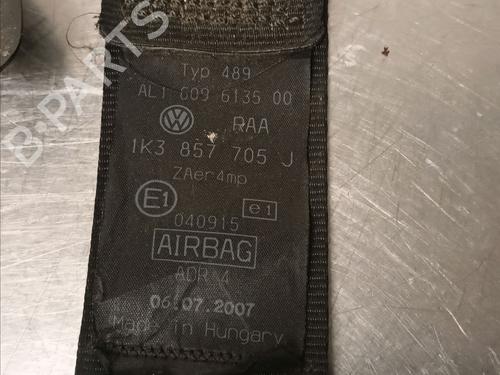 Typ 489
AL1 609 6135 00
RAA
1K3 857 705 J
ZAer4mp
E1
e1
040915
AIRBAG
ADR 4
06.07.2007
Made in Hungary